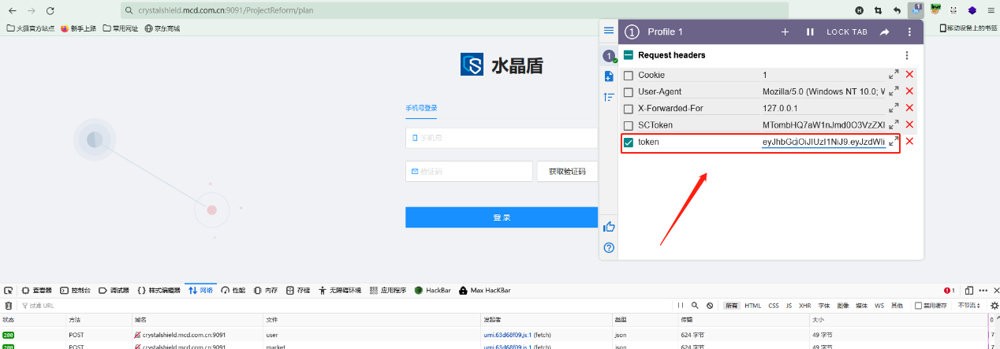 crystalshield.mcd.com.cn:9091/ProjectReform/plan
火狐官方站点 新手上路 常用网址 京东商城 移动设备上的书签
1 Profile 1 LOCK TAB
1 Request headers
Cookie 1
User-Agent Mozilla/5.0 (Windows NT 10.0; W
X-Forwarded-For 127.0.0.1
SCToken MTombHQ7aW1nJmd0O3VzZXI
token eyJhbGciOiJIUzI1NiJ9.eyJzdWIi
水晶盾
手机号登录
手机号
验证码 获取验证码
登 录
查看器 控制台 调试器 样式编辑器 网络 性能 内存 存储 无障碍环境 应用程序 HackBar Max HacKBar 1
过滤 URL 所有 HTML CSS JS XHR 字体 图像 媒体 WS 其他 禁用缓存 不节流
状态 方法 域名 文件 发起者 类型 传输 大小 0
200 POST crystalshield.mcd.com.cn:9091 user umi.63d68f09.js:1 (fetch) json 624 字节 49 字节 7
200 POST crystalshield.mcd.com.cn:9091 market umi.63d68f09.js:1 (fetch) json 624 字节 49 字节 7